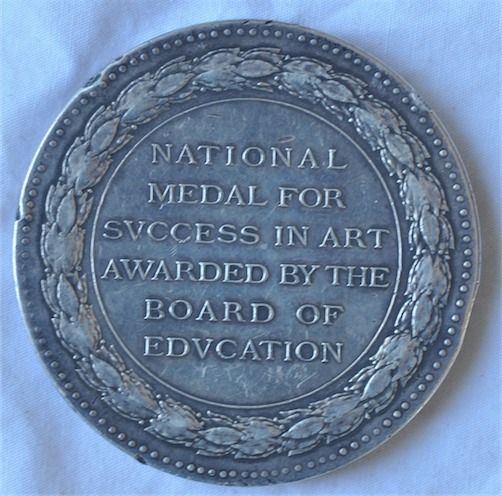 NATIONAL
MEDAL FOR
SVCCESS IN ART
AWARDED BY THE
BOARD OF
EDVCATION